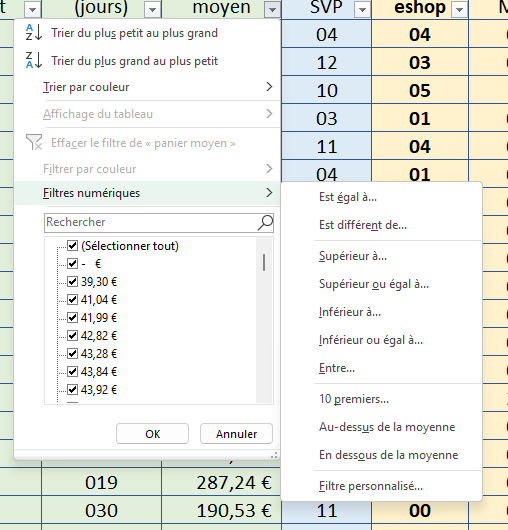 t (jours) moyen SVP eshop M
Trier du plus petit au plus grand
Trier du plus grand au plus petit
Trier par couleur
Affichage du tableau
Effacer le filtre de « panier moyen »
Filtrer par couleur
Filtres numériques
Rechercher
(Sélectionner tout)
- €
39,30 €
41,04 €
41,99 €
42,82 €
43,28 €
43,84 €
43,92 €
OK Annuler
04 04
12 03
10 05
03 01
11 04
04 01
Est égal à...
Est différent de...
Supérieur à...
Supérieur ou égal à...
Inférieur à...
Inférieur ou égal à...
Entre...
10 premiers...
Au-dessus de la moyenne
En dessous de la moyenne
Filtre personnalisé...
019 287,24 €
030 190,53 € 11 00